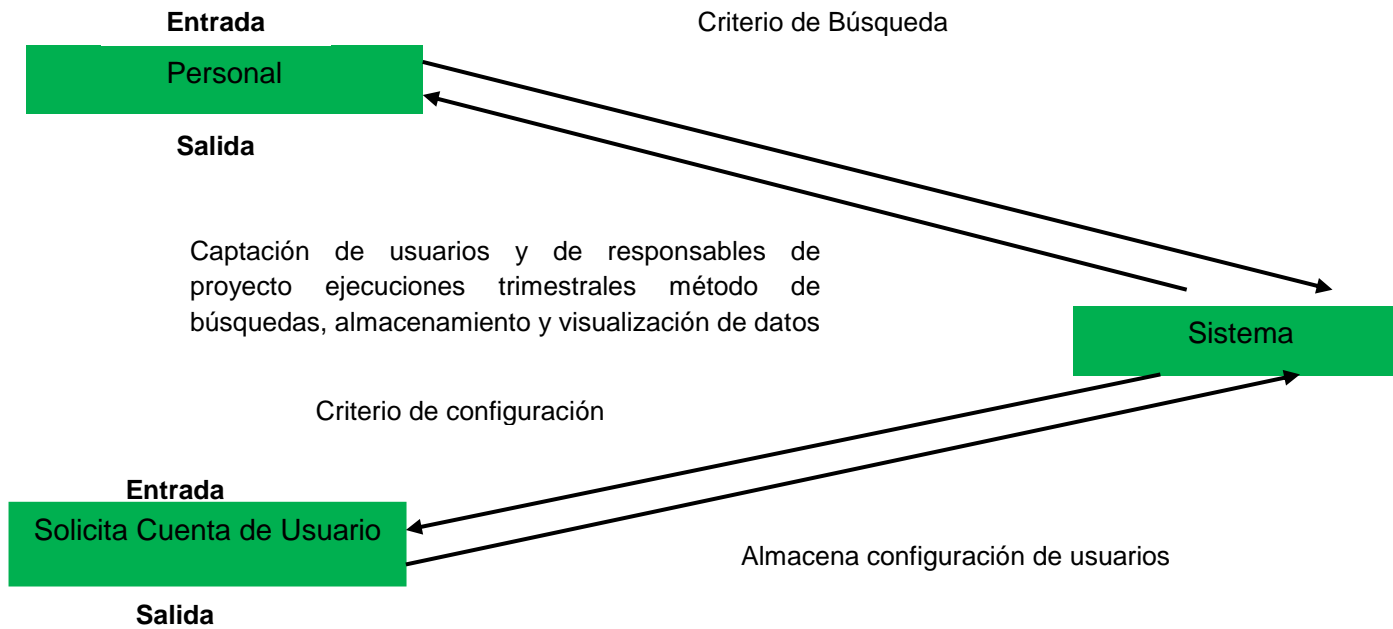 Entrada
Criterio de Búsqueda
Personal
Salida
Captación de usuarios y de responsables de
proyecto ejecuciones trimestrales método de
búsquedas, almacenamiento y visualización de datos
Sistema
Criterio de configuración
Entrada
Solicita Cuenta de Usuario
Almacena configuración de usuarios
Salida